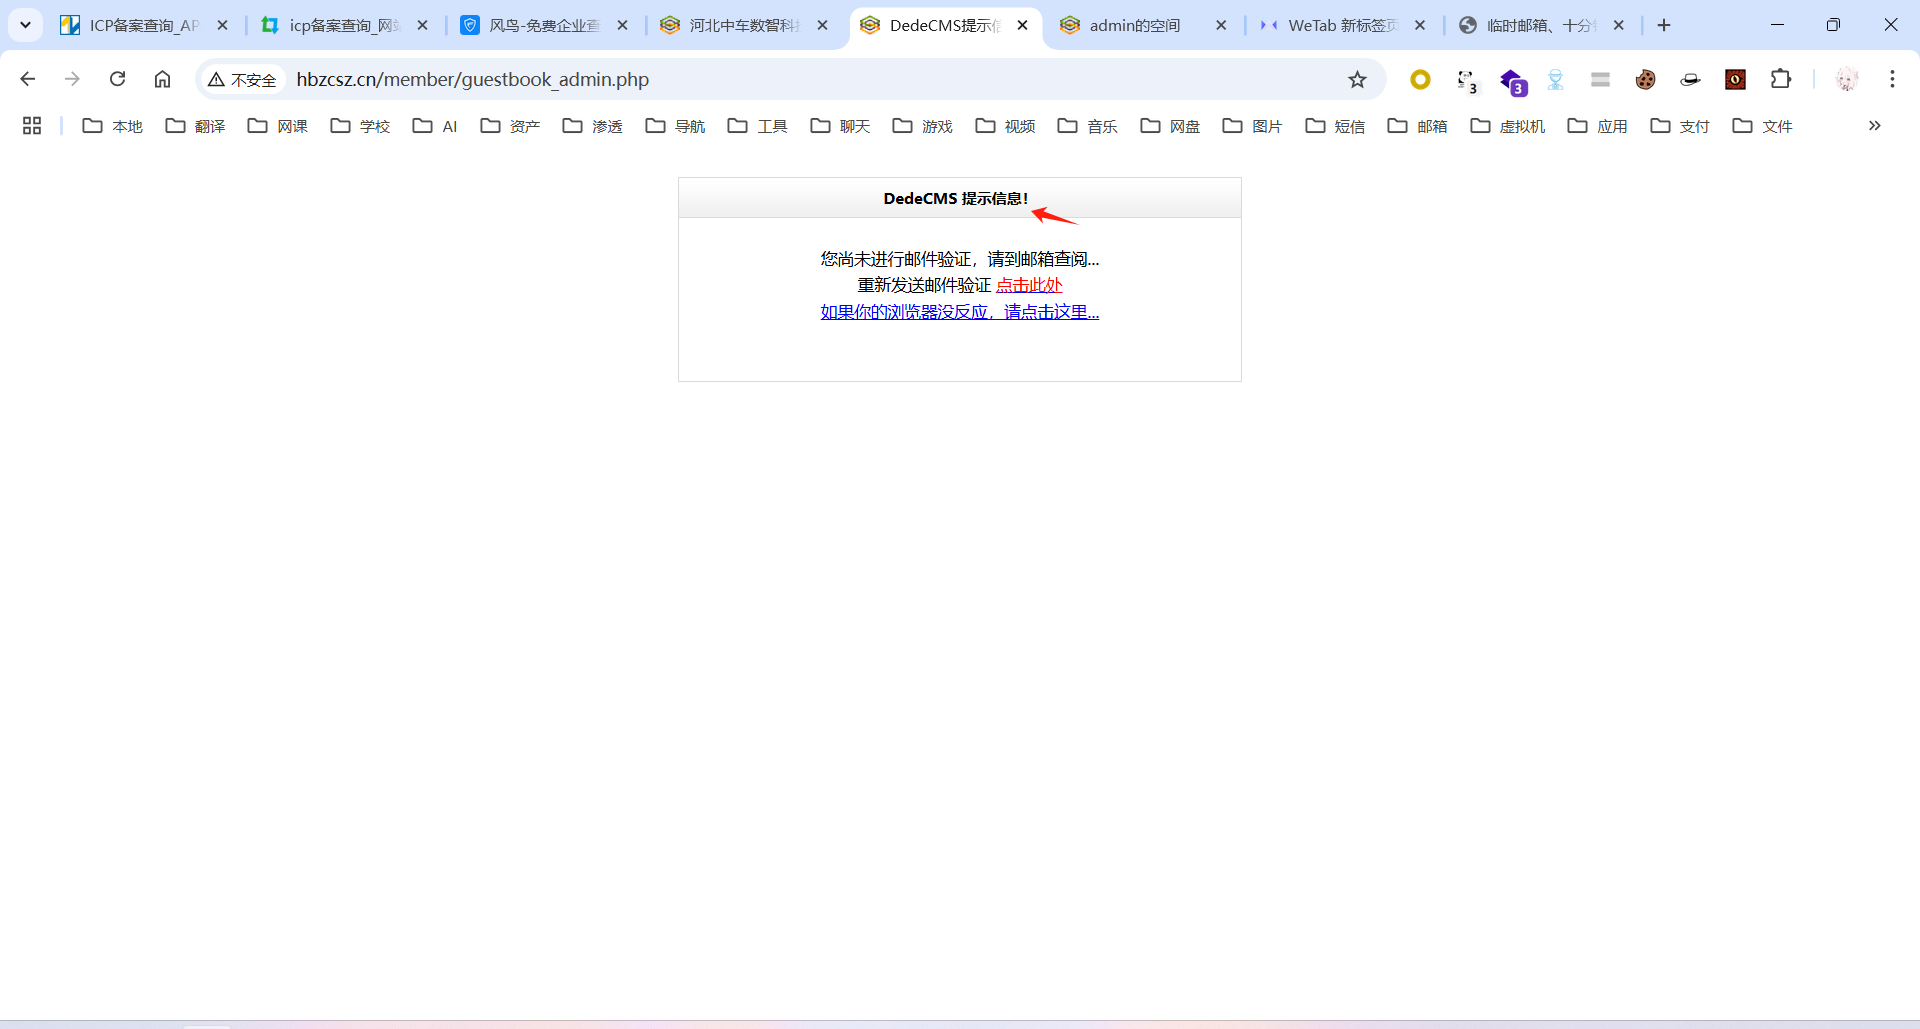 ICP备案查询_AP
icp备案查询_网站
风鸟-免费企业查
河北中车数智科技
DedeCMS提示信
admin的空间
WeTab 新标签页
临时邮箱、十分钟
不安全
hbzcsz.cn/member/guestbook_admin.php
3
3
本地
翻译
网课
学校
AI
资产
渗透
导航
工具
聊天
游戏
视频
音乐
网盘
图片
短信
邮箱
虚拟机
应用
支付
文件
DedeCMS 提示信息!
您尚未进行邮件验证，请到邮箱查阅...
重新发送邮件验证 点击此处
如果你的浏览器没反应，请点击这里...